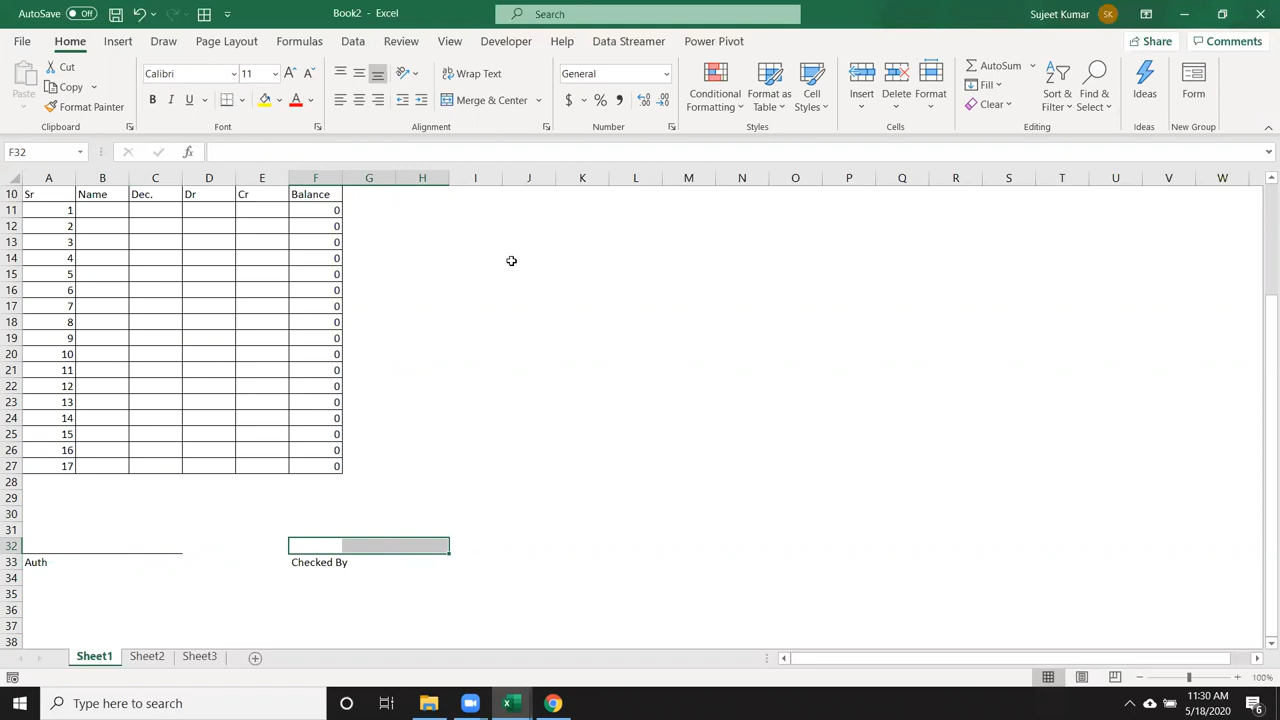 AutoSave Off Book2 - Excel Search Sujeet Kumar SK
File Home Insert Draw Page Layout Formulas Data Review View Developer Help Data Streamer Power Pivot Share Comments
Paste Cut Copy Format Painter Clipboard
Calibri 11 B I U Font
Wrap Text Merge & Center Alignment
General $ % Number
Conditional Formatting Format as Table Cell Styles Styles
Insert Delete Format Cells
AutoSum Fill Clear Sort & Filter Find & Select Editing
Ideas Ideas
Form New Group
F32 fx
A B C D E F G H I J K L M N O P Q R S T U V W
10 Sr Name Dec. Dr Cr Balance
11 1 0
12 2 0
13 3 0
14 4 0
15 5 0
16 6 0
17 7 0
18 8 0
19 9 0
20 10 0
21 11 0
22 12 0
23 13 0
24 14 0
25 15 0
26 16 0
27 17 0
28
29
30
31
32
33 Auth Checked By
34
35
36
37
38
Sheet1 Sheet2 Sheet3
100%
Type here to search 11:30 AM
5/18/2020 6